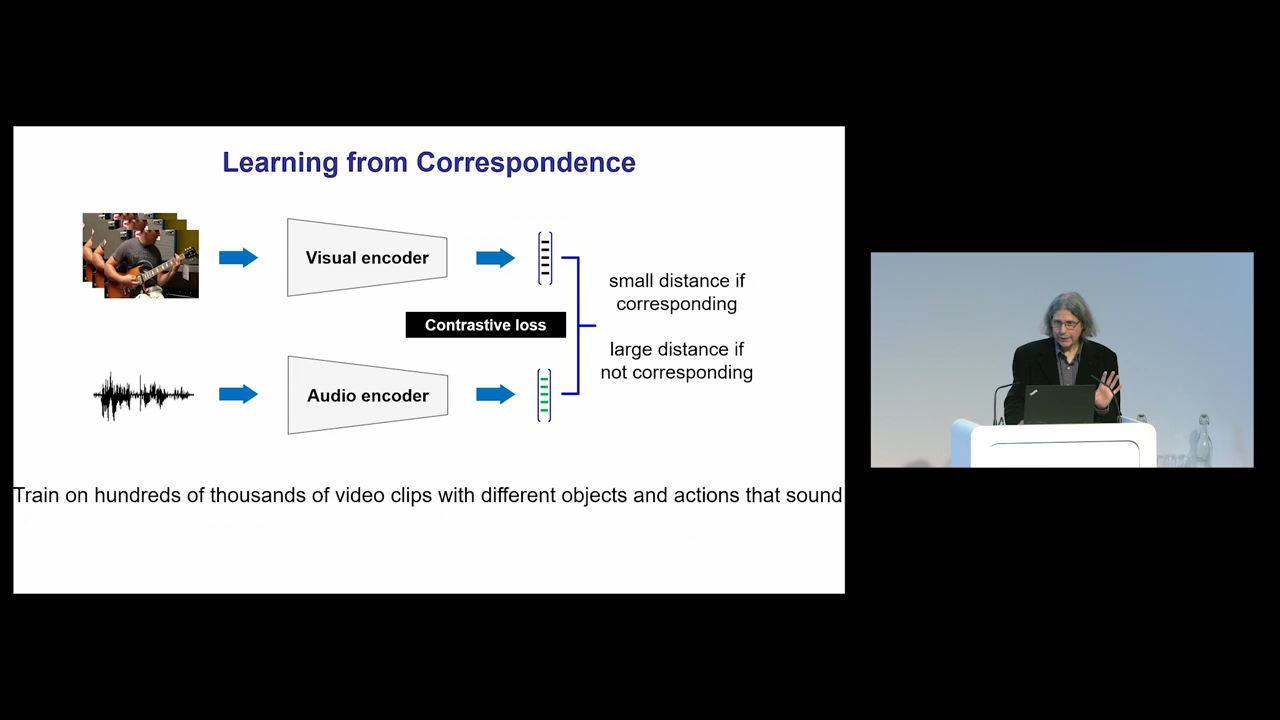 Learning from Correspondence
Visual encoder
small distance if
corresponding
Contrastive loss
large distance if
not corresponding
Audio encoder
Train on hundreds of thousands of video clips with different objects and actions that sound